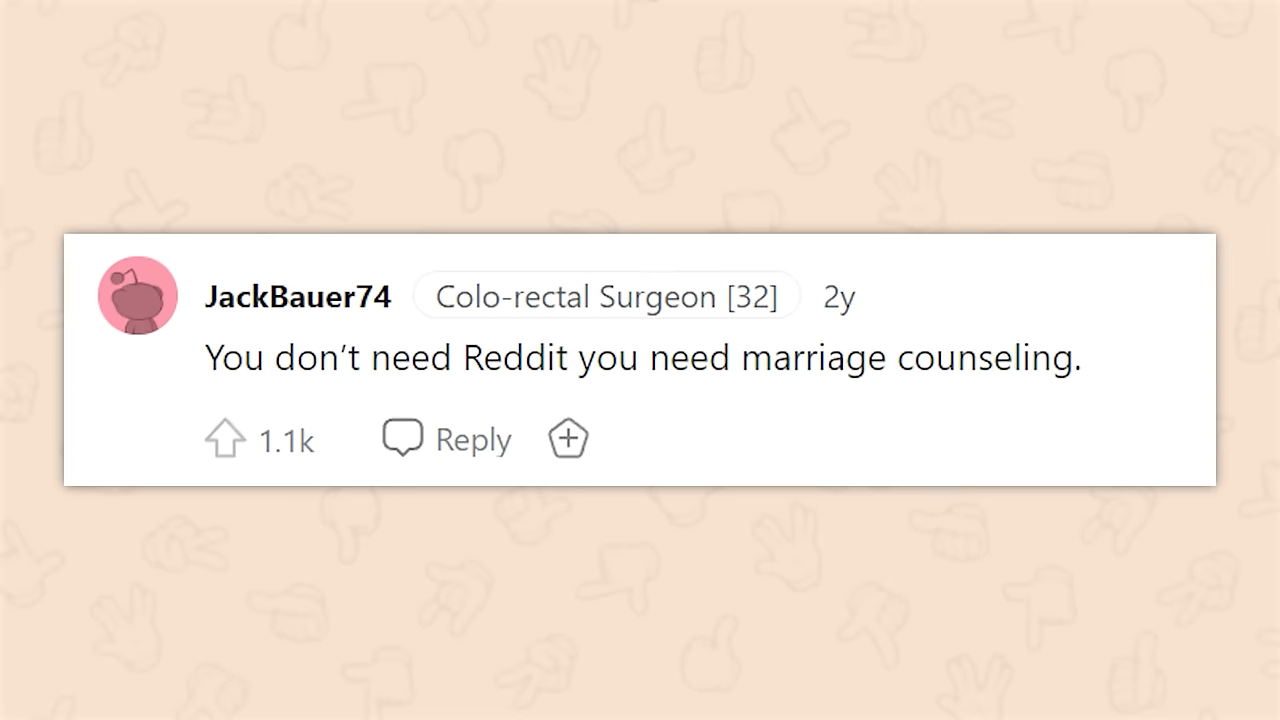 JackBauer74 Colo-rectal Surgeon [32] 2y
You don’t need Reddit you need marriage counseling.
1.1k Reply